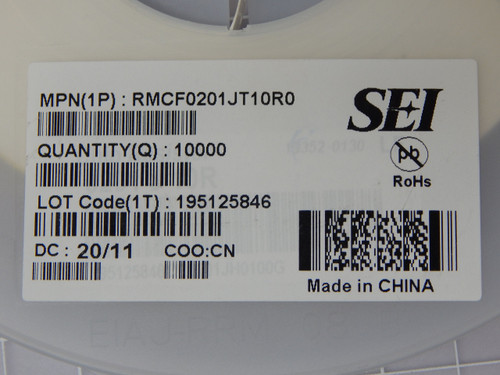 MPN(1P) : RMCF0201JT10R0
SEI
QUANTITY(Q) : 10000
Pb
RoHs
LOT Code(1T) : 195125846
DC : 20/11 COO:CN
Made in CHINA